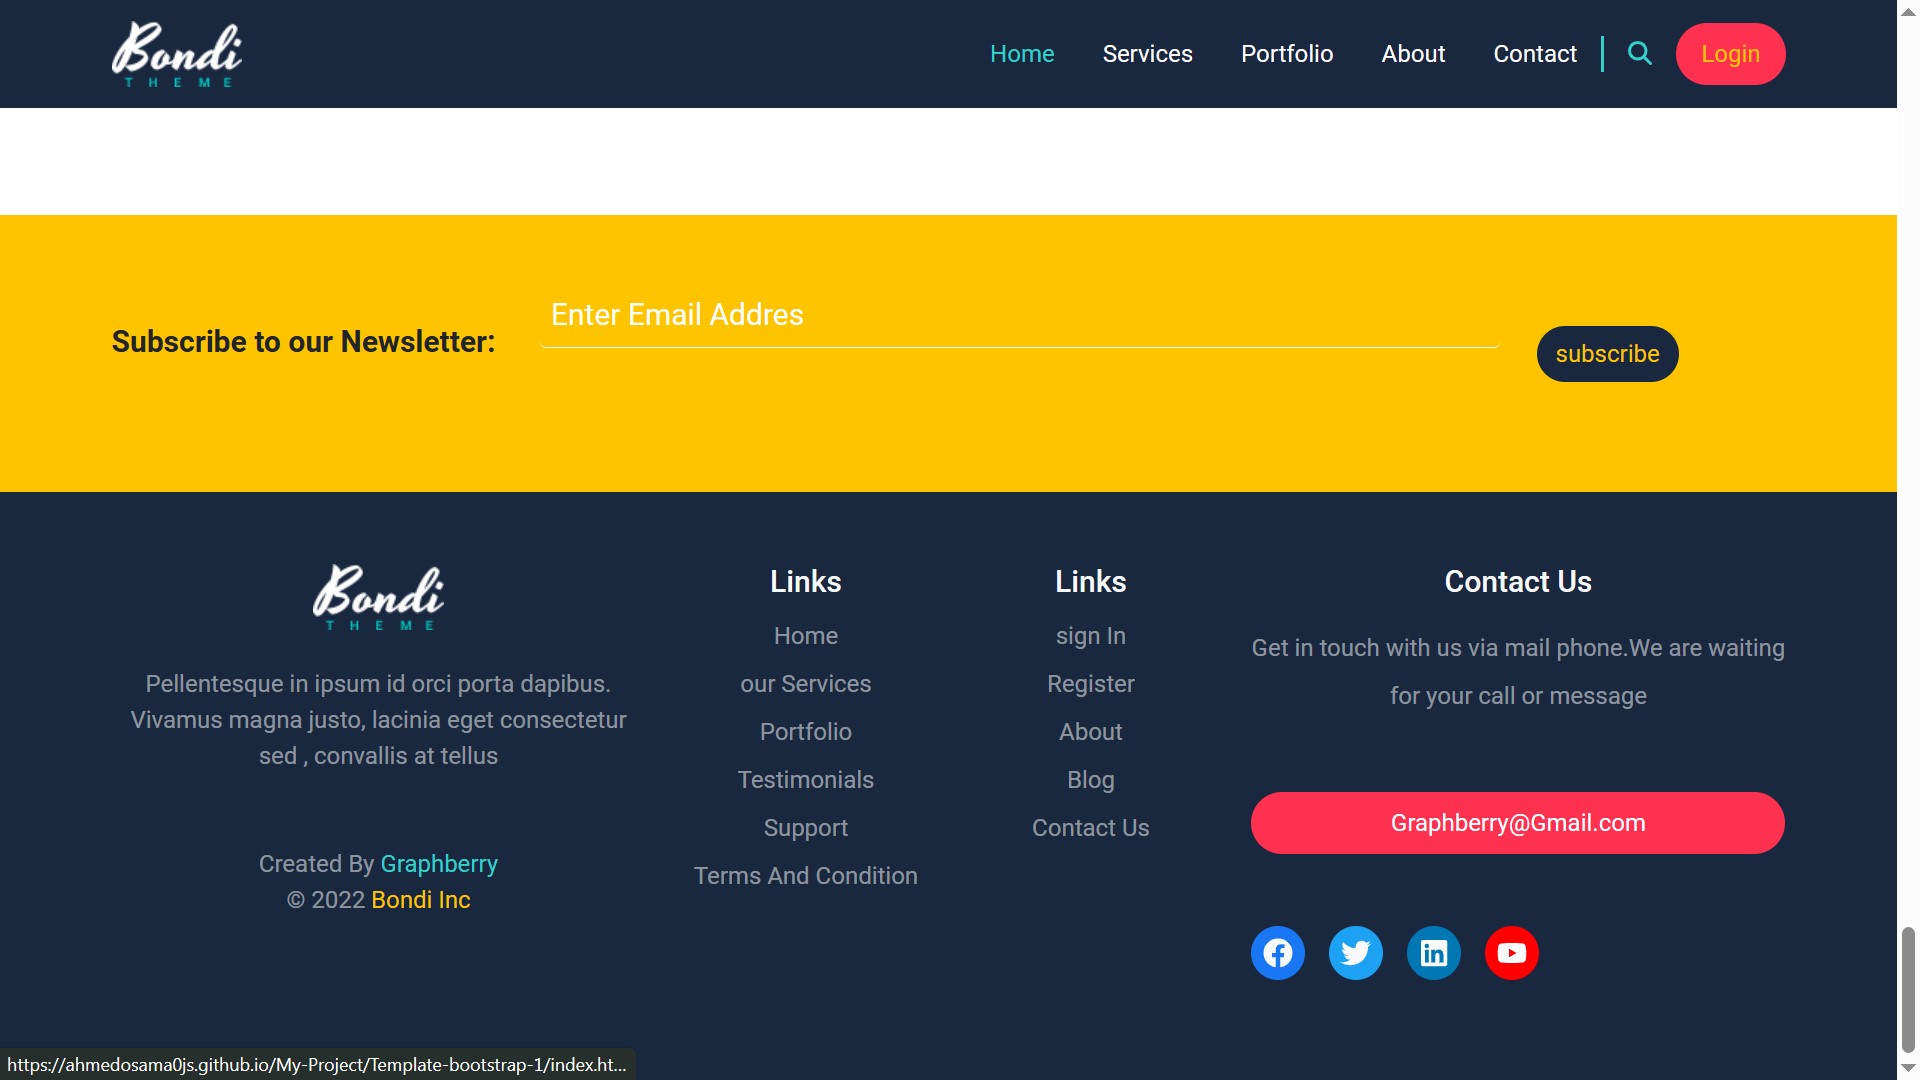 Bondi
THEME
Home Services Portfolio About Contact Login
Subscribe to our Newsletter:
Enter Email Addres
subscribe
Bondi
THEME
Pellentesque in ipsum id orci porta dapibus.
Vivamus magna justo, lacinia eget consectetur
sed , convallis at tellus
Created By Graphberry
© 2022 Bondi Inc
Links
Home
our Services
Portfolio
Testimonials
Support
Terms And Condition
Links
sign In
Register
About
Blog
Contact Us
Contact Us
Get in touch with us via mail phone.We are waiting
for your call or message
Graphberry@Gmail.com
https://ahmedosama0js.github.io/My-Project/Template-bootstrap-1/index.ht...